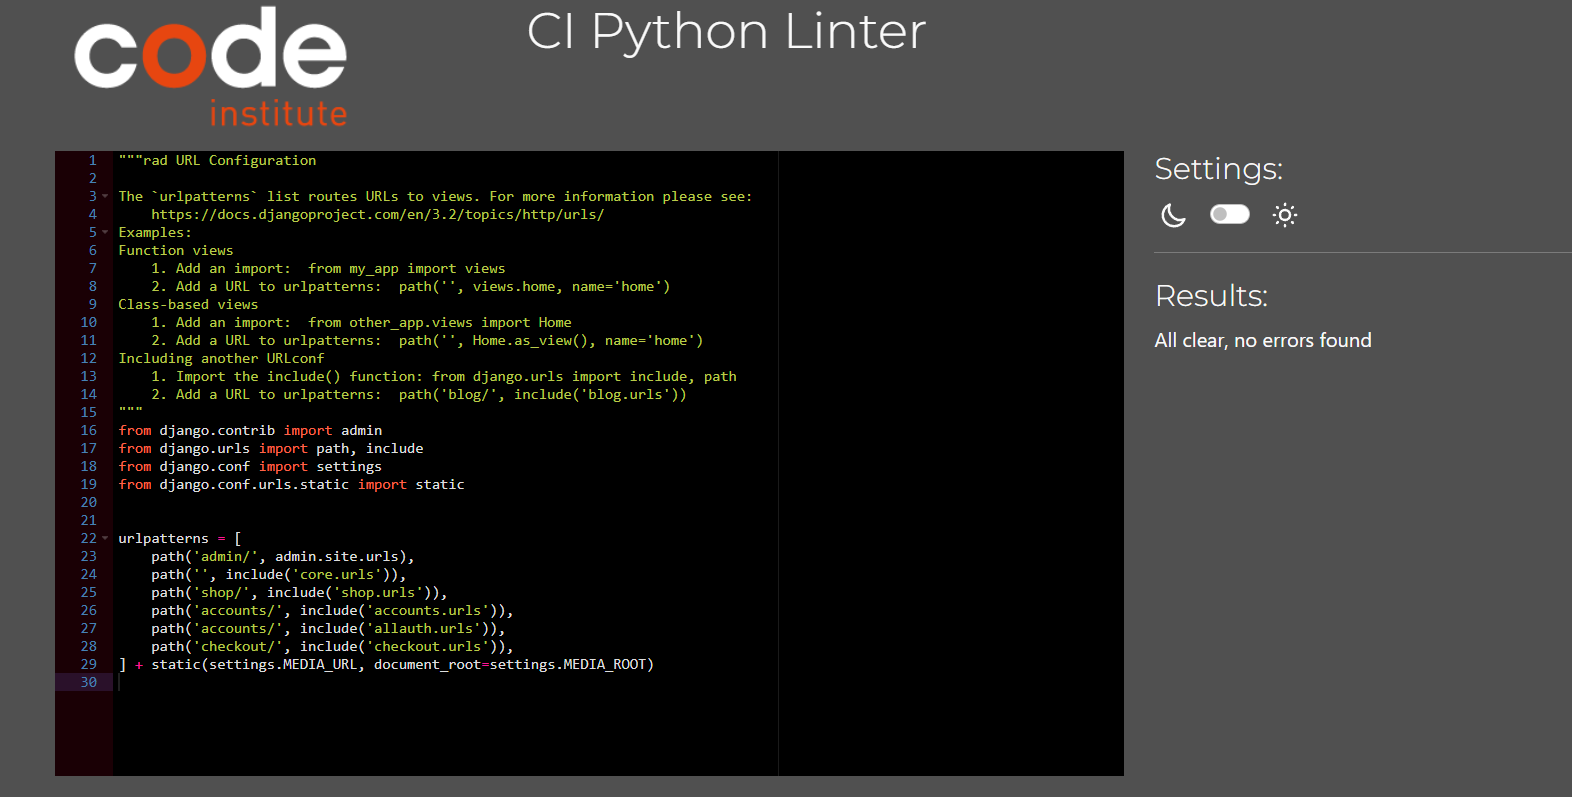 code
institute
CI Python Linter
1 """rad URL Configuration
2
3 The `urlpatterns` list routes URLs to views. For more information please see:
4     https://docs.djangoproject.com/en/3.2/topics/http/urls/
5 Examples:
6 Function views
7     1. Add an import:  from my_app import views
8     2. Add a URL to urlpatterns:  path('', views.home, name='home')
9 Class-based views
10     1. Add an import:  from other_app.views import Home
11     2. Add a URL to urlpatterns:  path('', Home.as_view(), name='home')
12 Including another URLconf
13     1. Import the include() function: from django.urls import include, path
14     2. Add a URL to urlpatterns:  path('blog/', include('blog.urls'))
15 """
16 from django.contrib import admin
17 from django.urls import path, include
18 from django.conf import settings
19 from django.conf.urls.static import static
20
21
22 urlpatterns = [
23     path('admin/', admin.site.urls),
24     path('', include('core.urls')),
25     path('shop/', include('shop.urls')),
26     path('accounts/', include('accounts.urls')),
27     path('accounts/', include('allauth.urls')),
28     path('checkout/', include('checkout.urls')),
29 ] + static(settings.MEDIA_URL, document_root=settings.MEDIA_ROOT)
30
Settings:
Results:
All clear, no errors found